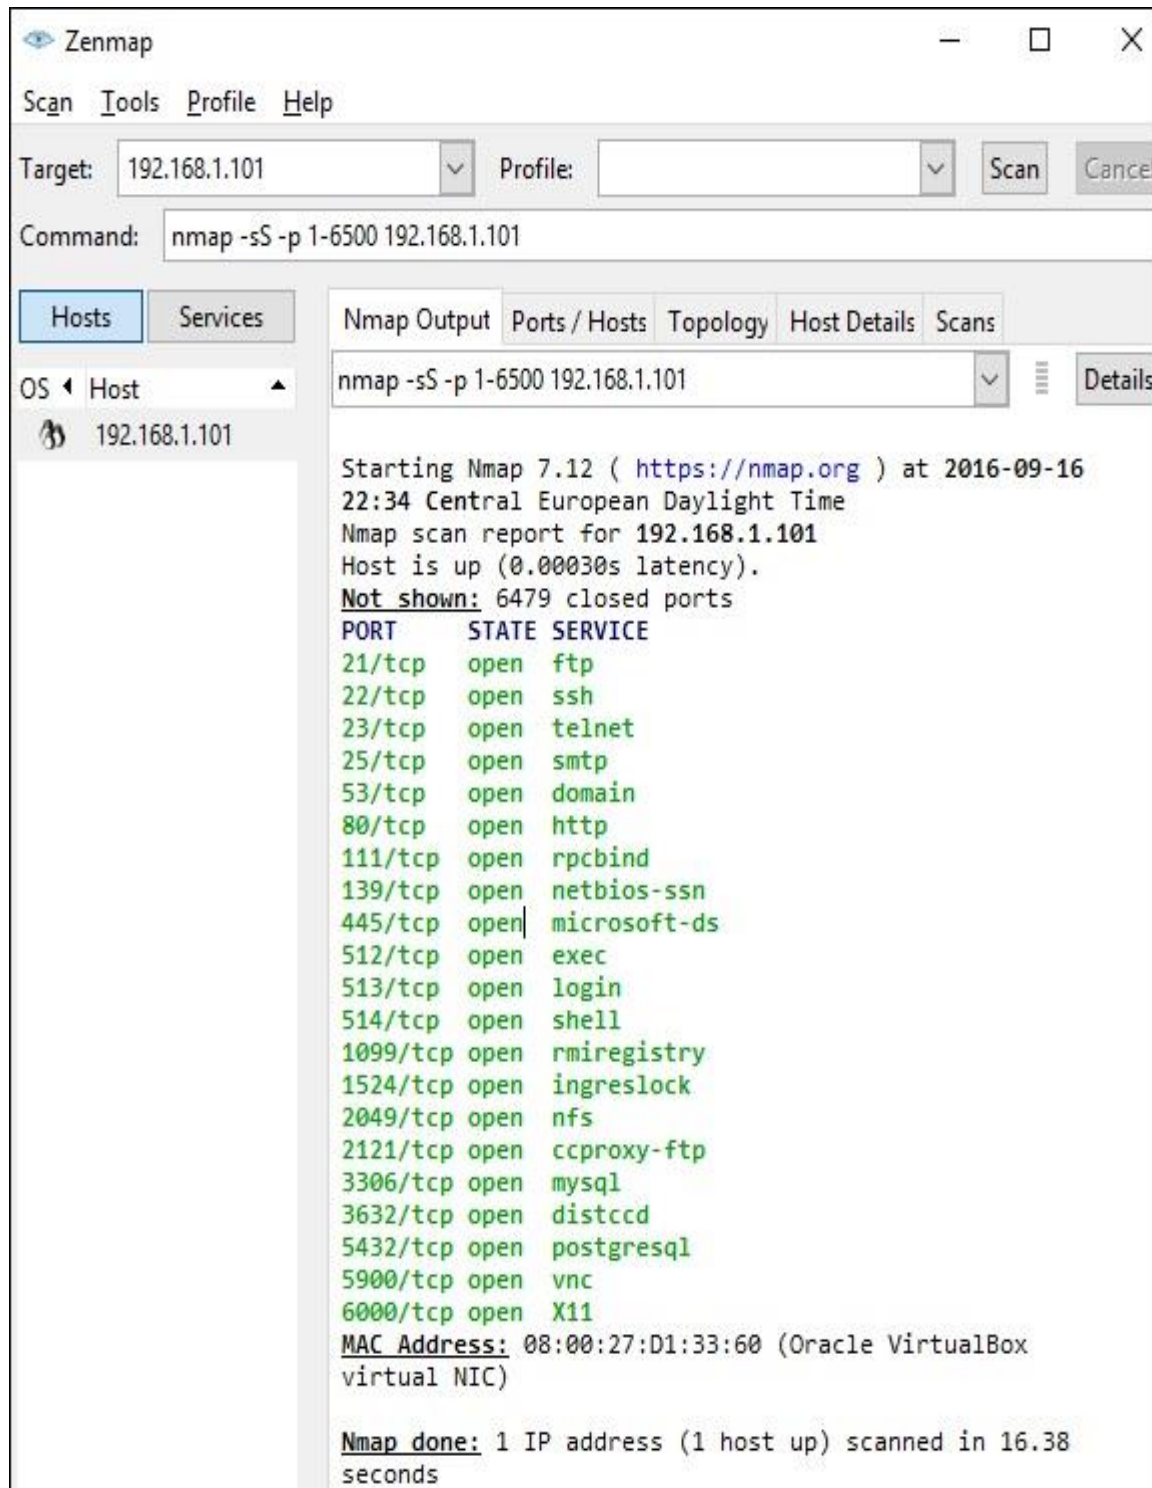 Zenmap
Scan Tools Profile Help
Target: 192.168.1.101 Profile: Scan Cancel
Command: nmap -sS -p 1-6500 192.168.1.101
Hosts Services
Nmap Output Ports / Hosts Topology Host Details Scans
nmap -sS -p 1-6500 192.168.1.101 Details
OS Host
192.168.1.101
Starting Nmap 7.12 ( https://nmap.org ) at 2016-09-16
22:34 Central European Daylight Time
Nmap scan report for 192.168.1.101
Host is up (0.00030s latency).
Not shown: 6479 closed ports
PORT STATE SERVICE
21/tcp open ftp
22/tcp open ssh
23/tcp open telnet
25/tcp open smtp
53/tcp open domain
80/tcp open http
111/tcp open rpcbind
139/tcp open netbios-ssn
445/tcp open microsoft-ds
512/tcp open exec
513/tcp open login
514/tcp open shell
1099/tcp open rmiregistry
1524/tcp open ingreslock
2049/tcp open nfs
2121/tcp open ccproxy-ftp
3306/tcp open mysql
3632/tcp open distccd
5432/tcp open postgresql
5900/tcp open vnc
6000/tcp open X11
MAC Address: 08:00:27:D1:33:60 (Oracle VirtualBox
virtual NIC)
Nmap done: 1 IP address (1 host up) scanned in 16.38
seconds